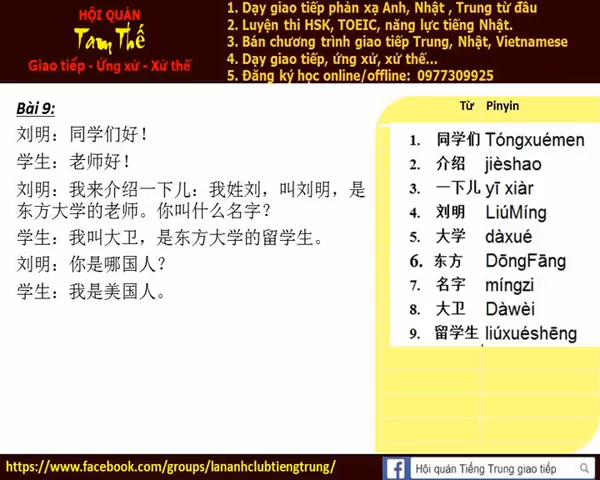 HỘI QUÁN
Tam Thế
Giao tiếp - Ứng xử - Xử thế
1. Dạy giao tiếp phản xạ Anh, Nhật , Trung từ đầu
2. Luyện thi HSK, TOEIC, năng lực tiếng Nhật.
3. Bán chương trình giao tiếp Trung, Nhật, Vietnamese
4. Dạy giao tiếp, ứng xử, xử thế...
5. Đăng ký học online/offline: 0977309925
Bài 9:
刘明：同学们好！
学生：老师好！
刘明：我来介绍一下儿：我姓刘，叫刘明，是
东方大学的老师。你叫什么名字？
学生：我叫大卫，是东方大学的留学生。
刘明：你是哪国人？
学生：我是美国人。
Từ Pinyin
1. 同学们 Tóngxuémen
2. 介绍 jièshao
3. 一下儿 yī xiàr
4. 刘明 LiúMíng
5. 大学 dàxué
6. 东方 DōngFāng
7. 名字 míngzi
8. 大卫 Dàwèi
9. 留学生 liúxuéshēng
https://www.facebook.com/groups/lananhclubtiengtrung/
f Hội quán Tiếng Trung giao tiếp